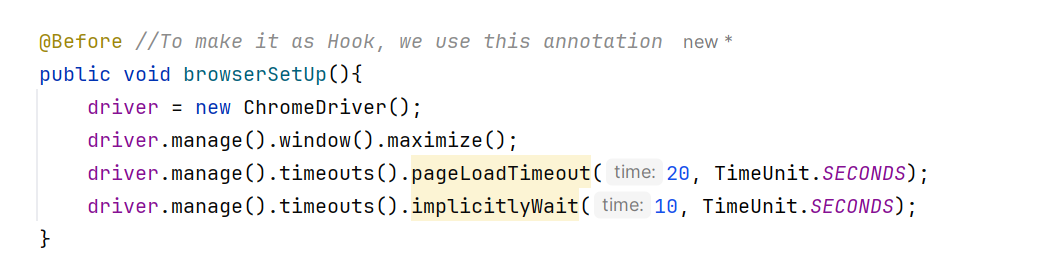 @Before //To make it as Hook, we use this annotation new *
public void browserSetUp(){
driver = new ChromeDriver();
driver.manage().window().maximize();
driver.manage().timeouts().pageLoadTimeout( time: 20, TimeUnit.SECONDS);
driver.manage().timeouts().implicitlyWait( time: 10, TimeUnit.SECONDS);
}